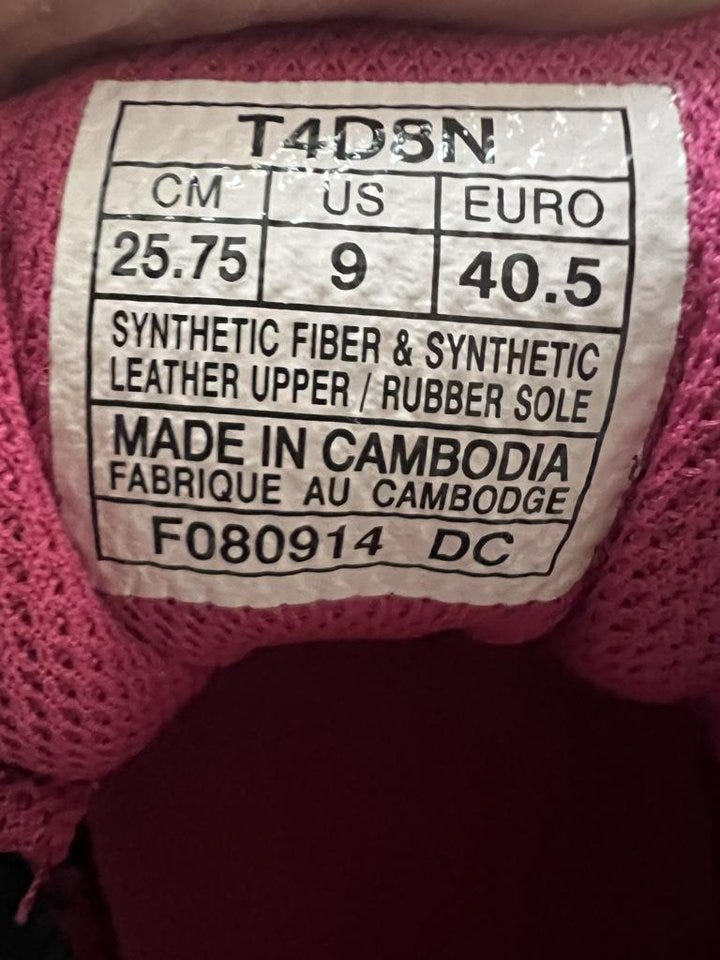 T4D8N
CM US EURO
25.75 9 40.5
SYNTHETIC FIBER & SYNTHETIC
LEATHER UPPER / RUBBER SOLE
MADE IN CAMBODIA
FABRIQUE AU CAMBODGE
F080914 DC